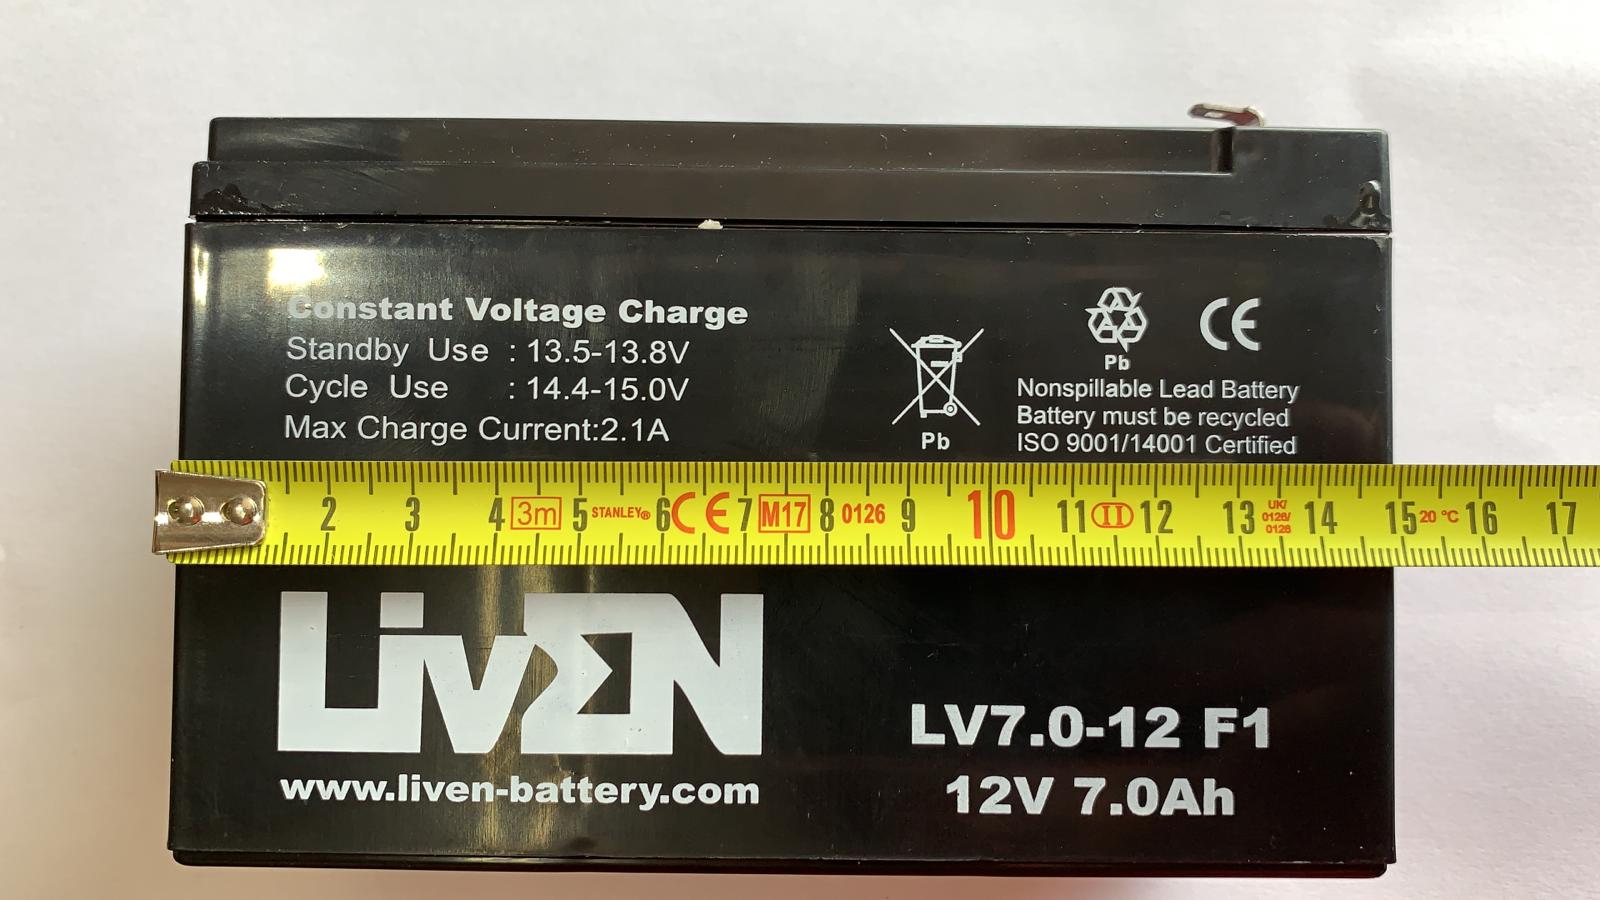 Constant Voltage Charge
Standby Use : 13.5-13.8V
Cycle Use : 14.4-15.0V
Max Charge Current:2.1A
Pb
Pb
CE
Nonspillable Lead Battery
Battery must be recycled
ISO 9001/14001 Certified
2 3 4 3m 5 STANLEY® 6 CE 7 M17 8 0126 9 10 11 II 12 13 UK/ 0126/ 0126 14 15 20 °C 16 17
LiVEN
www.liven-battery.com
LV7.0-12 F1
12V 7.0Ah